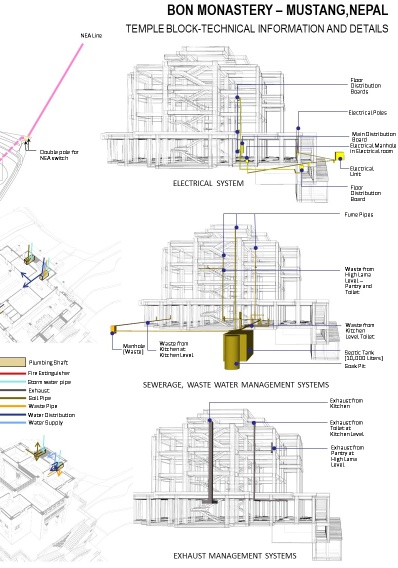 BON MONASTERY – MUSTANG,NEPAL
TEMPLE BLOCK-TECHNICAL INFORMATION AND DETAILS
NEA Line
Double pole for
NEA switch
Floor
Distribution
Boards
Electrical Poles
Main Distribution
Board
Electrical Manhole
in Electrical room
Electrical
Unit
Floor
Distribution
Board
ELECTRICAL SYSTEM
Fume Pipes
Waste from
High Lama
Level –
Pantry and
Toilet
Waste from
Kitchen
Level Toilet
Septic Tank
(10,000 Liters)
Soak Pit
Manhole
(Waste)
Waste from
Kitchen at
Kitchen Level
SEWERAGE, WASTE WATER MANAGEMENT SYSTEMS
Plumbing Shaft
Fire Extinguisher
Storm water pipe
Exhaust
Soil Pipe
Waste Pipe
Water Distribution
Water Supply
Exhaust from
Kitchen
Exhaust from
Toilet at
Kitchen Level
Exhaust from
Pantry at
High Lama
Level
EXHAUST MANAGEMENT SYSTEMS